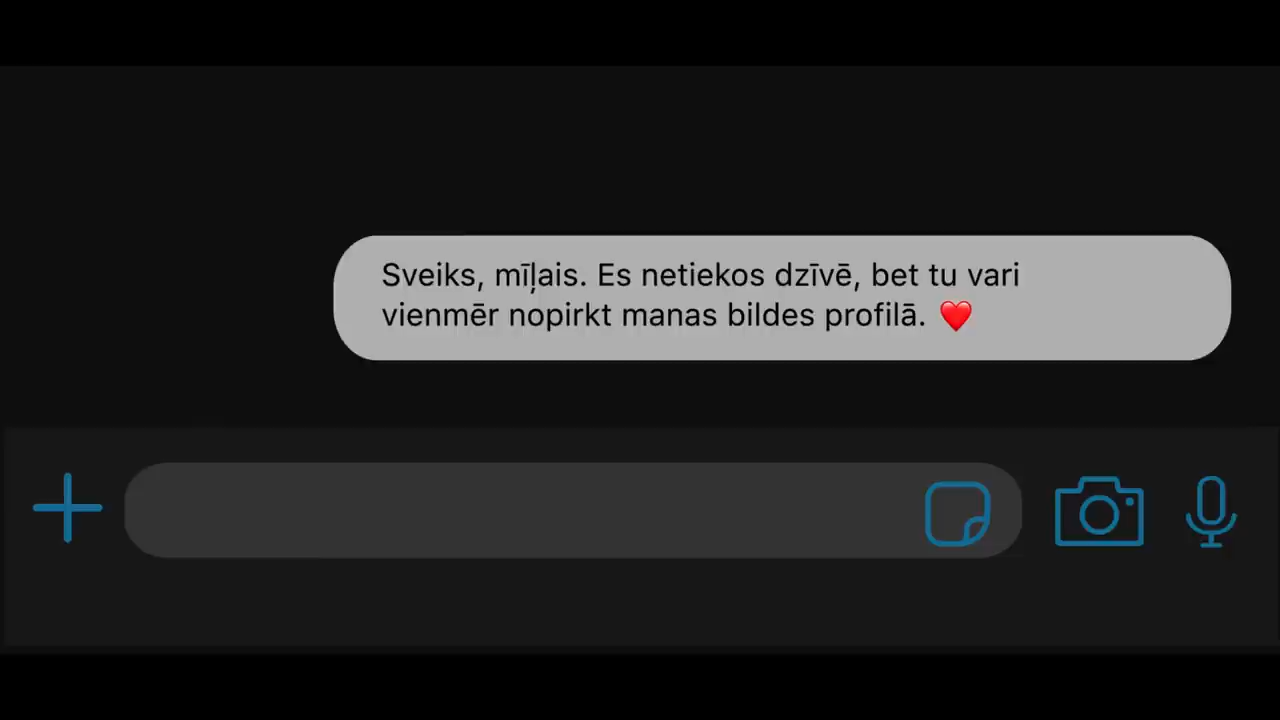 Sveiks, mīļais. Es netiekos dzīvē, bet tu vari
vienmēr nopirkt manas bildes profilā. ❤️